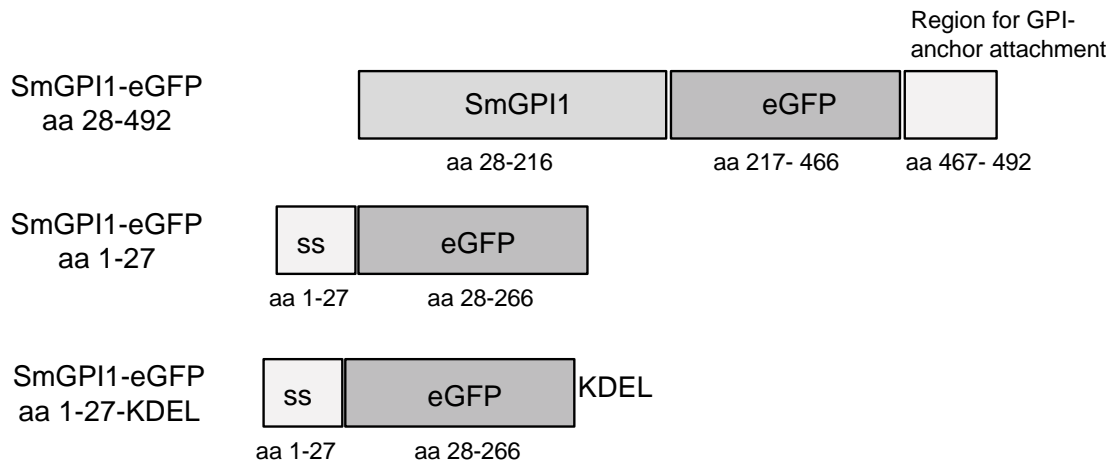 Region for GPI-
anchor attachment
SmGPI1-eGFP
aa 28-492
SmGPI1
eGFP
aa 28-216
aa 217- 466
aa 467- 492
SmGPI1-eGFP
aa 1-27
ss
eGFP
aa 1-27
aa 28-266
SmGPI1-eGFP
aa 1-27-KDEL
ss
eGFP
KDEL
aa 1-27
aa 28-266